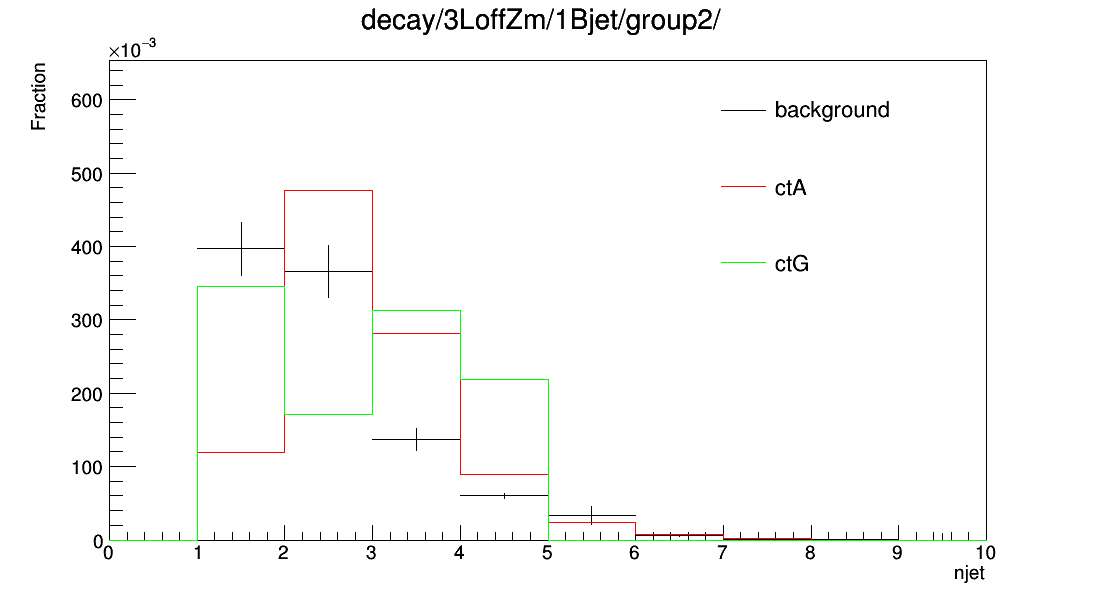 decay/3LoffZm/1Bjet/group2/
×10⁻³
Fraction
600
500
400
300
200
100
0
background
ctA
ctG
0 1 2 3 4 5 6 7 8 9 10
njet